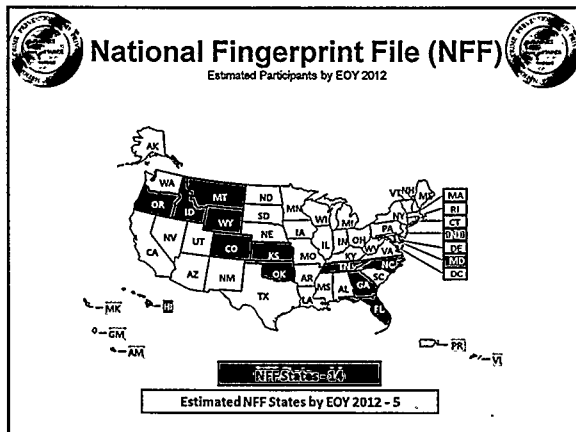 National Fingerprint File (NFF)
Estimated Participants by EOY 2012
AK
WA
OR
MT
ID
WY
ND
SD
NE
MN
WI
MI
IA
NV
UT
CO
KS
CA
AZ
NM
OK
TX
MO
AR
LA
IL
IN
OH
KY
MS
AL
GA
FL
SC
NC
VA
WV
PA
NY
VT
NH
ME
MA
RI
CT
DE
MD
DC
MK
GM
AM
HI
PR
VI
NFF States - 14
Estimated NFF States by EOY 2012 - 5